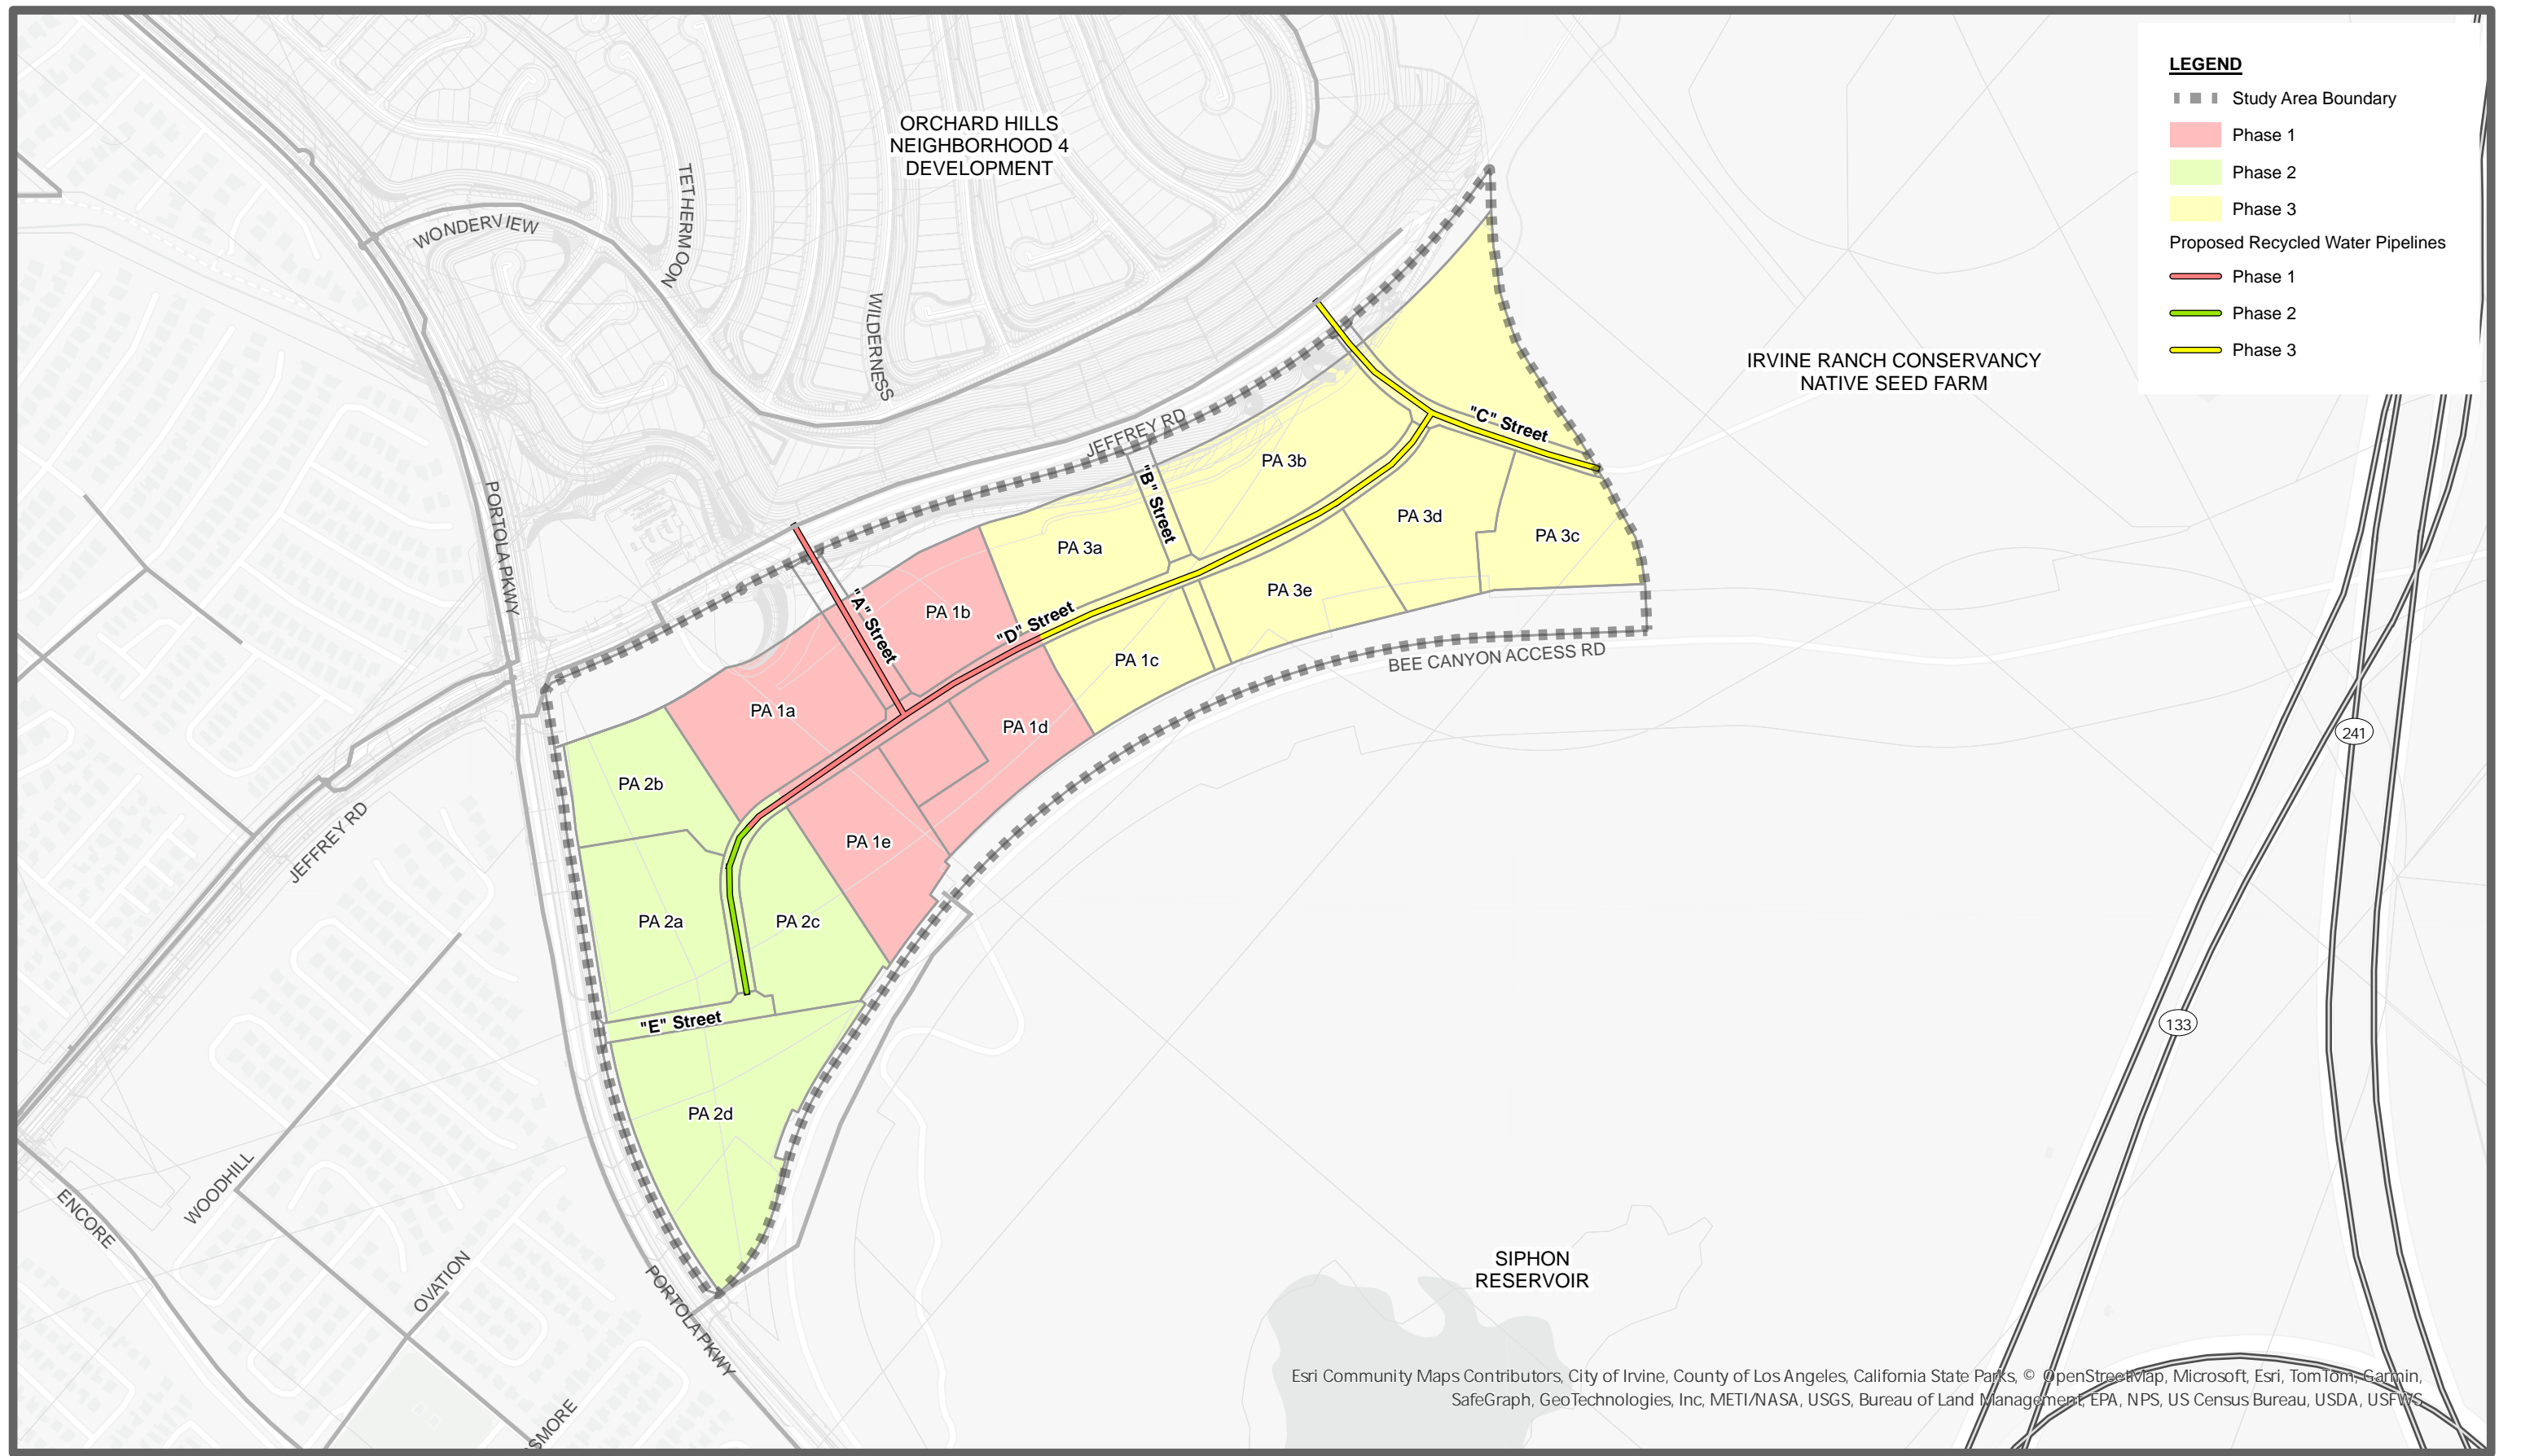 LEGEND
Study Area Boundary
Phase 1
Phase 2
Phase 3
Proposed Recycled Water Pipelines
Phase 1
Phase 2
Phase 3
ORCHARD HILLS
NEIGHBORHOOD 4
DEVELOPMENT
TETHERMOON
WONDERVIEW
WILDERNESS
IRVINE RANCH CONSERVANCY
NATIVE SEED FARM
JEFFREY RD
"C" Street
PA 3b
"B" Street
PORTOLA PKWY
PA 3d
PA 3c
PA 3a
PA 3e
"A" Street
PA 1b
"D" Street
PA 1c
BEE CANYON ACCESS RD
PA 1a
PA 1d
241
PA 2b
JEFFREY RD
PA 1e
PA 2a
PA 2c
"E" Street
133
PA 2d
WOODHILL
ENCORE
OVATION
PORTOLA PKWY
SIPHON
RESERVOIR
SMORE
Esri Community Maps Contributors, City of Irvine, County of Los Angeles, California State Parks, © OpenStreetMap, Microsoft, Esri, TomTom, Garmin,
SafeGraph, GeoTechnologies, Inc, METI/NASA, USGS, Bureau of Land Management, EPA, NPS, US Census Bureau, USDA, USFWS